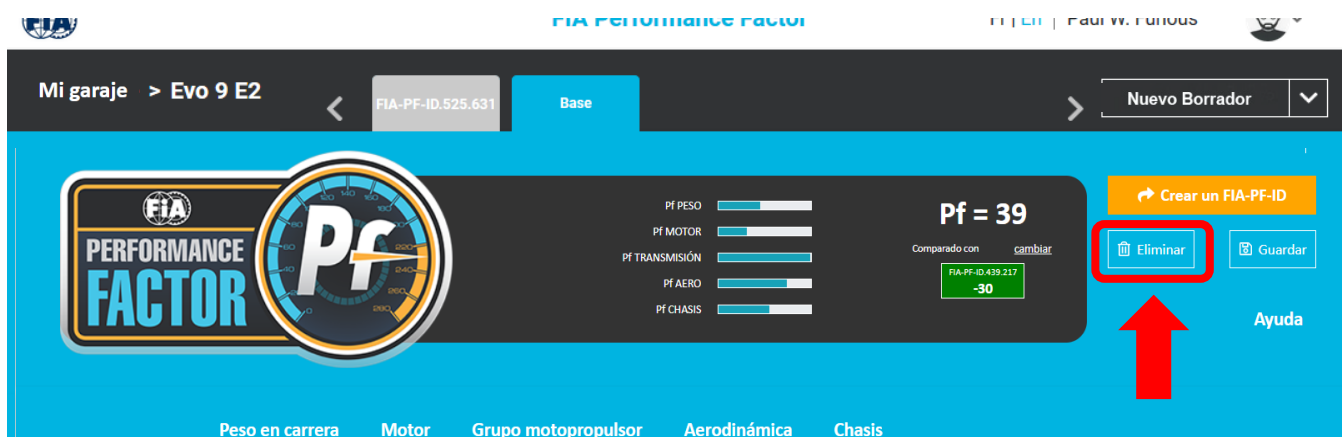 FIA
FIA Performance Factor
Fr | En | Paul W. Furious
Mi garaje > Evo 9 E2
FIA-PF-ID.525.631
Base
Nuevo Borrador
FIA
PERFORMANCE
FACTOR
Pf
Pf PESO
Pf MOTOR
Pf TRANSMISIÓN
Pf AERO
Pf CHASIS
Pf = 39
Comparado con cambiar
FIA-PF-ID.439.217
-30
Crear un FIA-PF-ID
Eliminar
Guardar
Ayuda
Peso en carrera Motor Grupo motopropulsor Aerodinámica Chasis